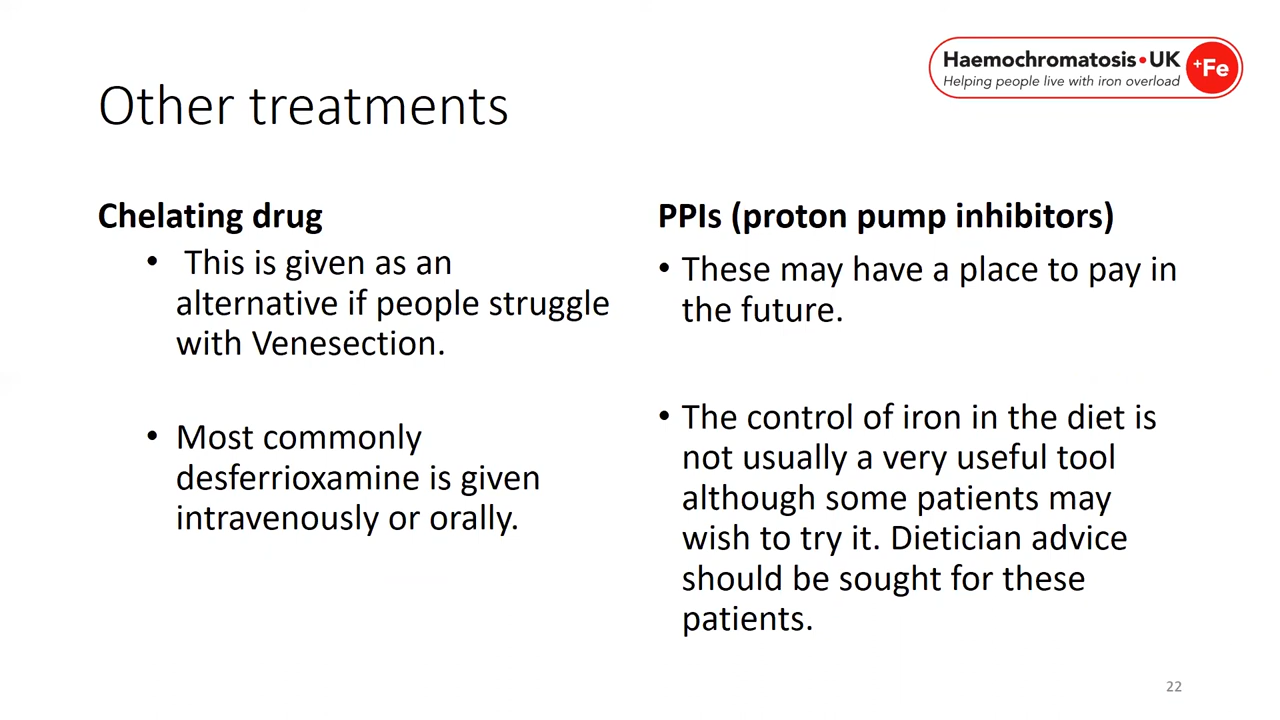 Haemochromatosis•UK
Helping people live with iron overload
+Fe
Other treatments
Chelating drug
• This is given as an
alternative if people struggle
with Venesection.
• Most commonly
desferrioxamine is given
intravenously or orally.
PPIs (proton pump inhibitors)
• These may have a place to pay in
the future.
• The control of iron in the diet is
not usually a very useful tool
although some patients may
wish to try it. Dietician advice
should be sought for these
patients.
22